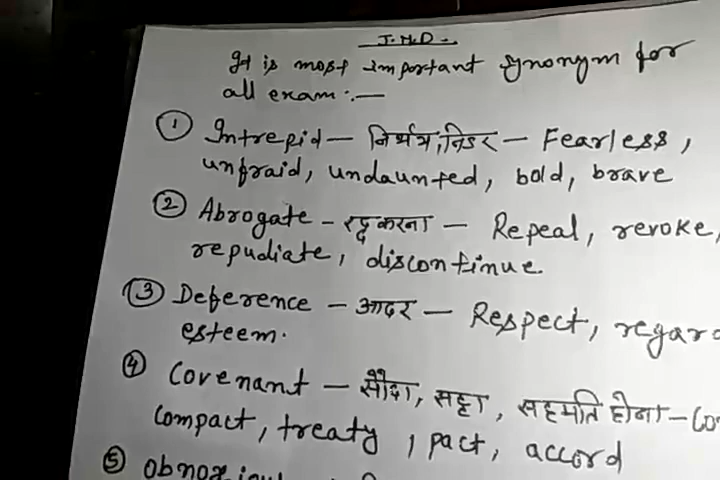 J.M.D.
It is most important synonym for
all exam :—
① Intrepid — निर्भय, निडर — Fearless,
unfraid, undaunted, bold, brave
② Abrogate - रद्द करना — Repeal, revoke,
repudiate, discontinue
③ Deference — आदर — Respect, regard
esteem.
④ Covenant — सौदा, सट्टा, सहमति होना —
compact, treaty, pact, accord
⑤